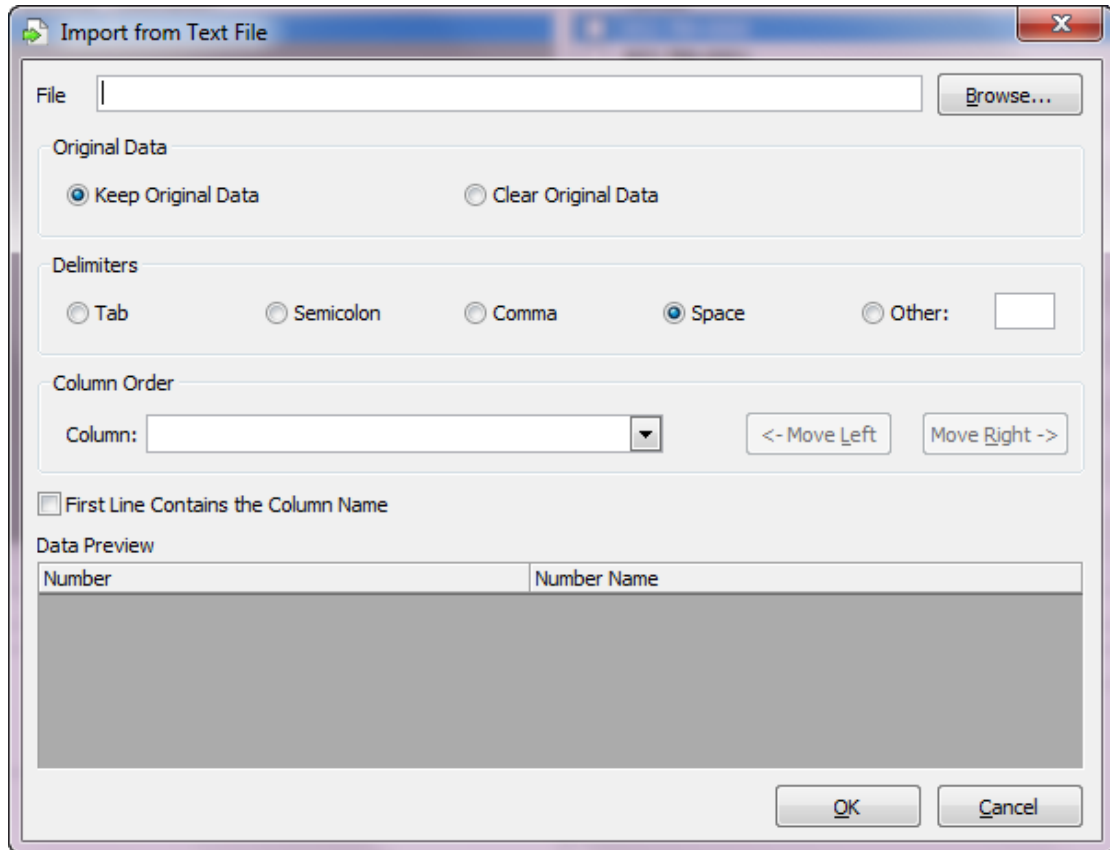 Import from Text File
File Browse...
Original Data
Keep Original Data Clear Original Data
Delimiters
Tab Semicolon Comma Space Other:
Column Order
Column: <- Move Left Move Right ->
First Line Contains the Column Name
Data Preview
Number Number Name
OK Cancel